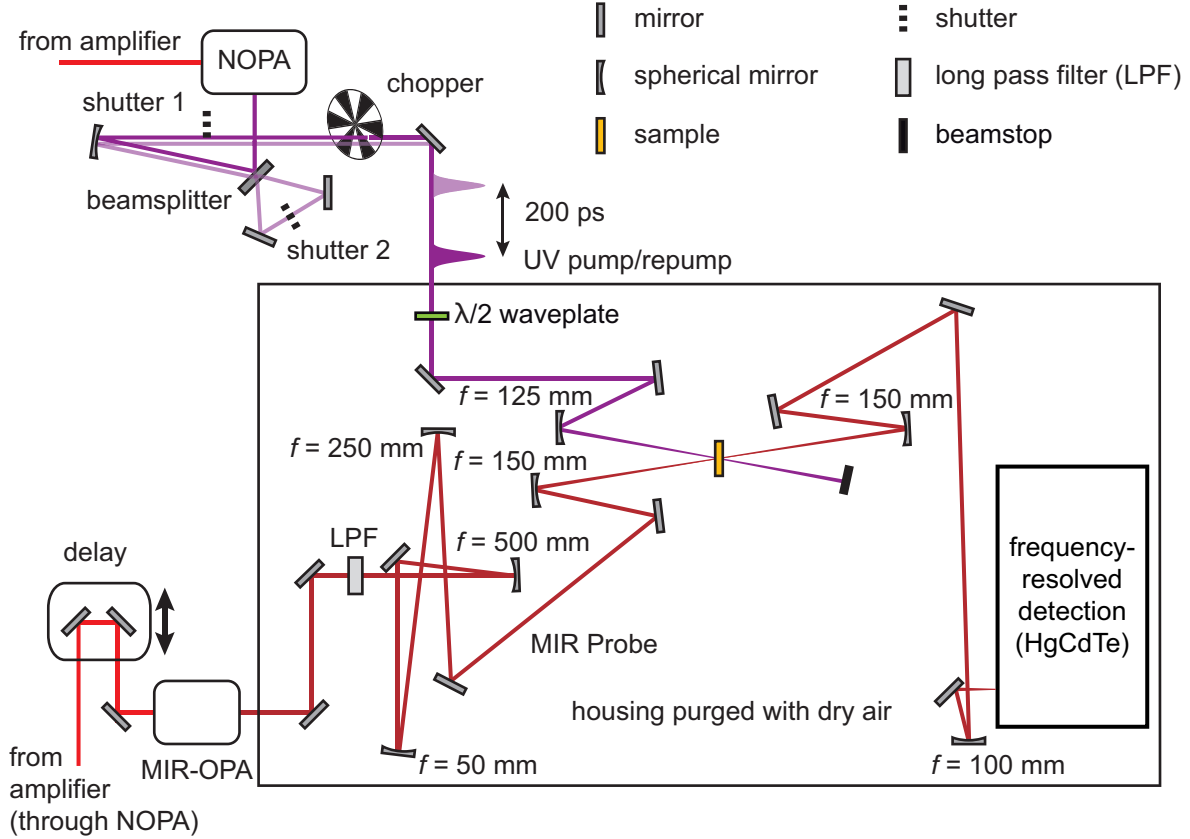 mirror
shutter
from amplifier
NOPA
spherical mirror
long pass filter (LPF)
chopper
shutter 1
sample
beamstop
beamsplitter
200 ps
shutter 2
UV pump/repump
λ/2 waveplate
f = 125 mm
f = 150 mm
f = 250 mm
f = 150 mm
LPF
f = 500 mm
delay
frequency-
resolved
detection
(HgCdTe)
MIR Probe
housing purged with dry air
from
amplifier
(through NOPA)
MIR-OPA
f = 50 mm
f = 100 mm